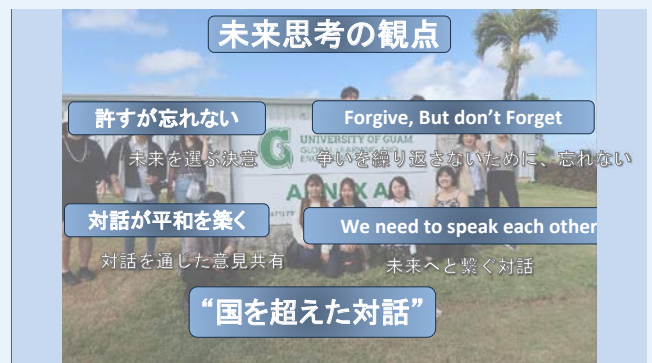 未来思考の観点
許すが忘れない
Forgive, But don't Forget
UNIVERSITY OF GUAM
未来を選ぶ決意
争いを繰り返さないために、忘れない
対話が平和を築く
We need to speak each other
対話を通した意見共有
未来へと繋ぐ対話
“国を超えた対話”